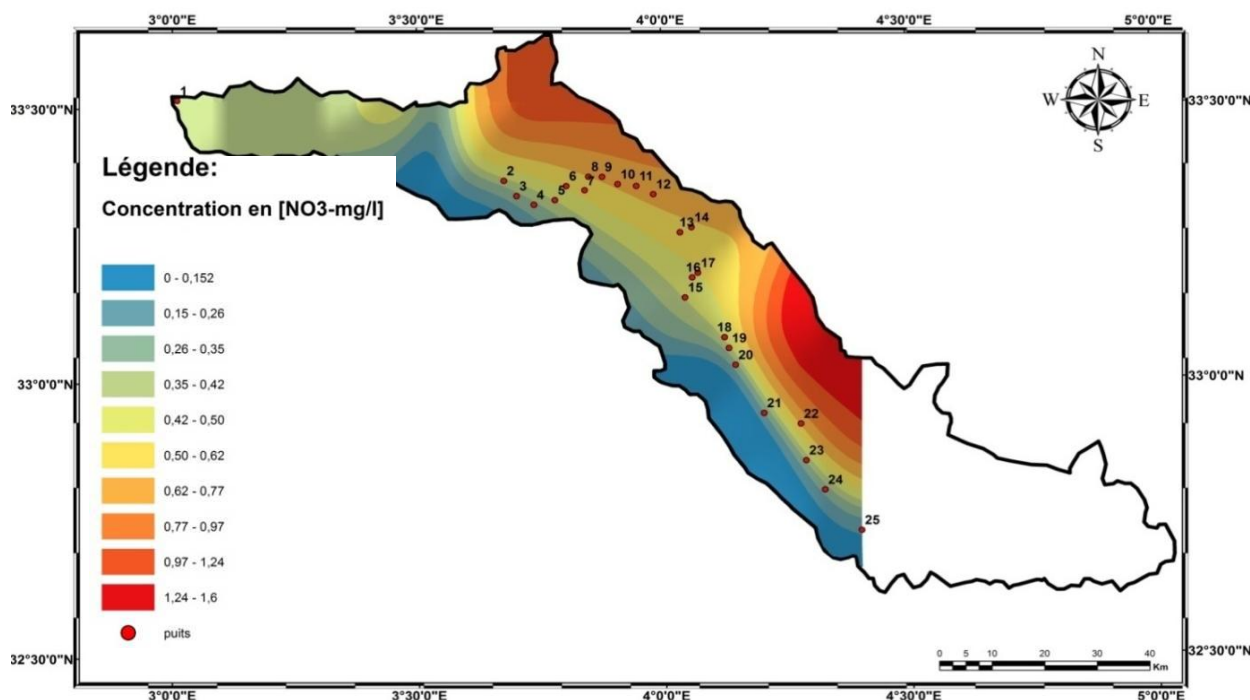 3°0'0"E 3°30'0"E 4°0'0"E 4°30'0"E 5°0'0"E
N
W E
S
33°30'0"N 33°30'0"N
1
Légende:
Concentration en [NO3-mg/l]
2
3
4
5
6
7
8
9
10
11
12
13
14
15
16
17
18
19
20
21
22
23
24
25
0 - 0,152
0,15 - 0,26
0,26 - 0,35
0,35 - 0,42
0,42 - 0,50
0,50 - 0,62
0,62 - 0,77
0,77 - 0,97
0,97 - 1,24
1,24 - 1,6
puits
33°0'0"N 33°0'0"N
32°30'0"N 32°30'0"N
0 5 10 20 30 40
Km
3°0'0"E 3°30'0"E 4°0'0"E 4°30'0"E 5°0'0"E